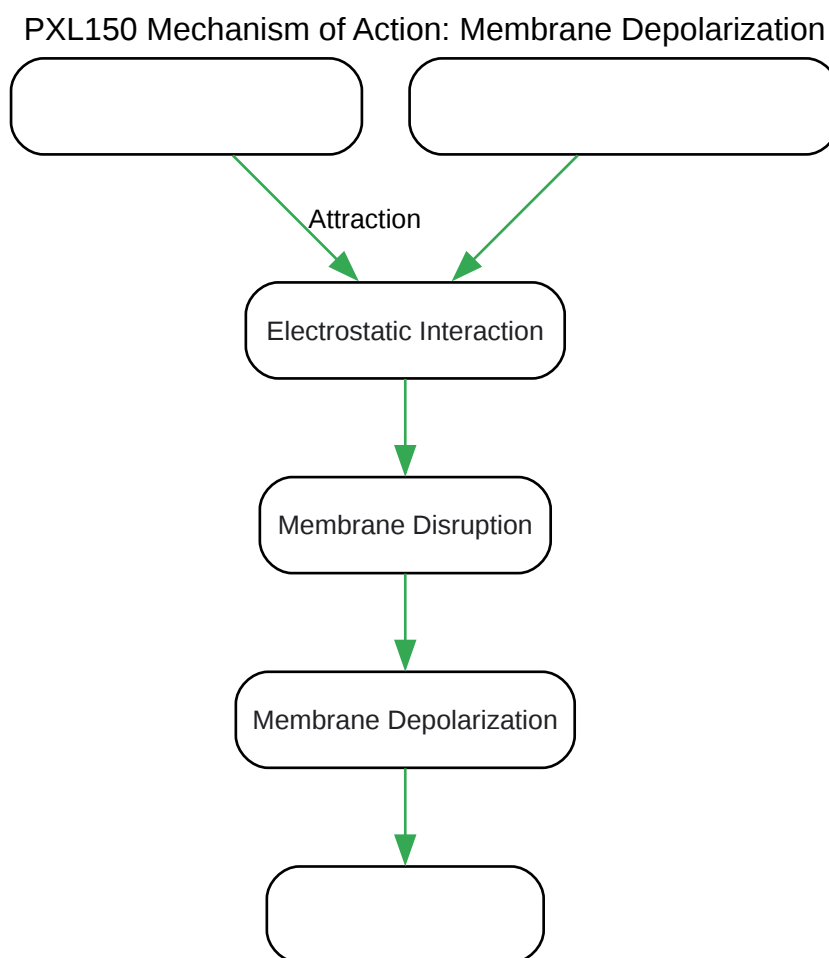 PXL150 Mechanism of Action: Membrane Depolarization
Attraction
Electrostatic Interaction
Membrane Disruption
Membrane Depolarization